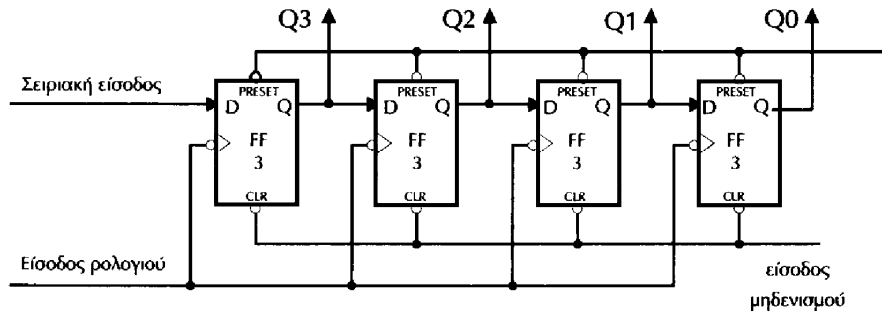 Q3 Q2 Q1 Q0
Σειριακή είσοδος
PRESET PRESET PRESET PRESET
D Q D Q D Q D Q
FF FF FF FF
3 3 3 3
CLR CLR CLR CLR
Είσοδος ρολογιού
είσοδος
μηδενισμού